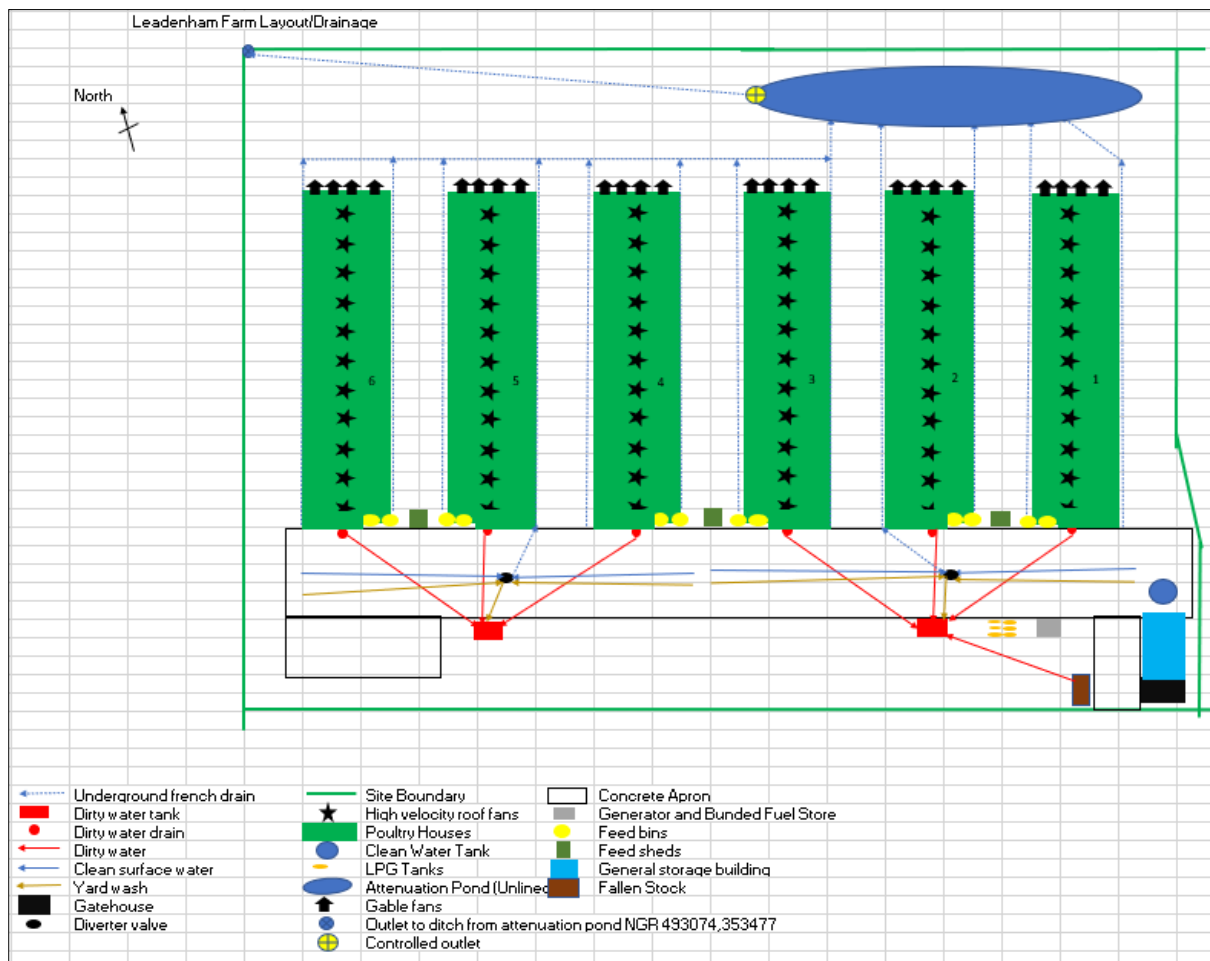 Leadenham Farm Layout/Drainage
North
6
5
4
3
2
1
Underground french drain
Dirty water tank
Dirty water drain
Dirty water
Clean surface water
Yard wash
Gatehouse
Diverter valve
Site Boundary
High velocity roof fans
Poultry Houses
Clean Water Tank
LPG Tanks
Attenuation Pond (Unlined
Gable fans
Outlet to ditch from attenuation pond NGR 493074,353477
Controlled outlet
Concrete Apron
Generator and Bunded Fuel Store
Feed bins
Feed sheds
General storage building
Fallen Stock